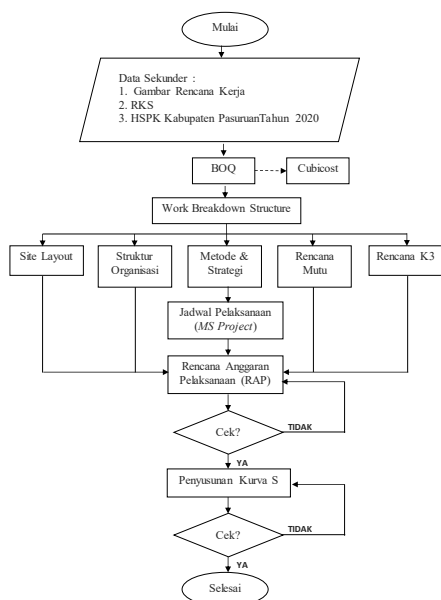 Mulai
Data Sekunder :
1. Gambar Rencana Kerja
2. RKS
3. HSPK Kabupaten PasuruanTahun 2020
BOQ
Cubicost
Work Breakdown Structure
Site Layout
Struktur
Organisasi
Metode &
Strategi
Rencana
Mutu
Rencana K3
Jadwal Pelaksanaan
(MS Project)
Rencana Anggaran
Pelaksanaan (RAP)
Cek?
TIDAK
YA
Penyusunan Kurva S
Cek?
TIDAK
YA
Selesai